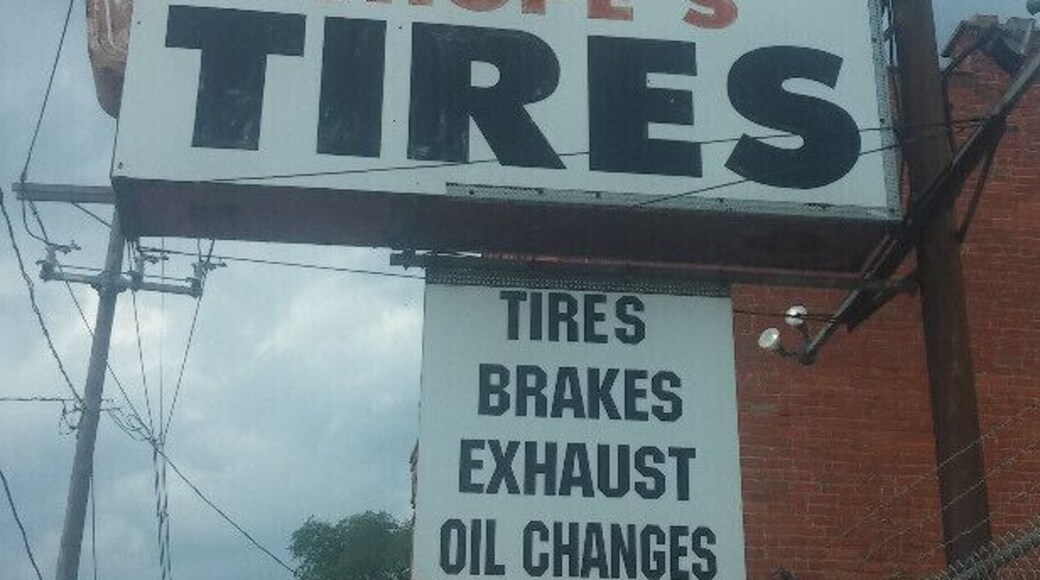 TIRES
TIRES
BRAKES
EXHAUST
OIL CHANGES